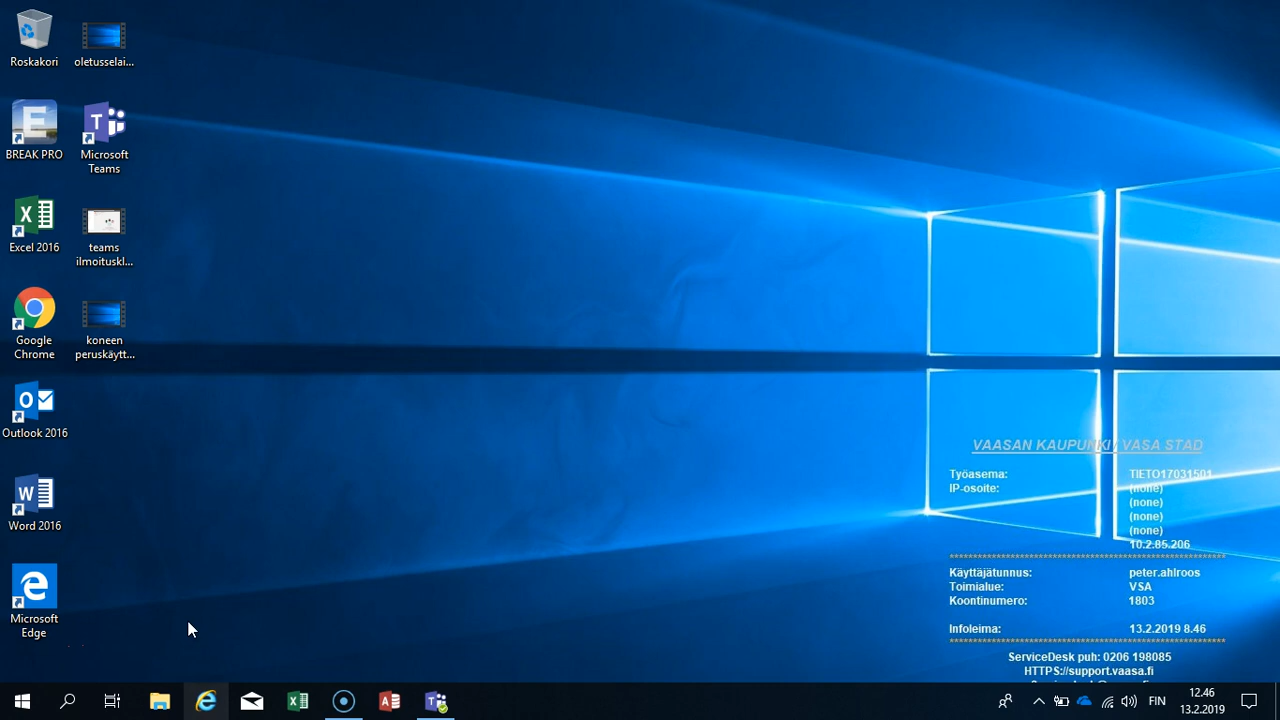 Roskakori
oletusselai...
BREAK PRO
Microsoft
Teams
Excel 2016
teams
ilmoituskl...
Google
Chrome
koneen
peruskäytt...
Outlook 2016
Word 2016
Microsoft
Edge
VAASAN KAUPUNKI / VASA STAD
Työasema: TIETO17031501
IP-osoite: (none)
(none)
(none)
(none)
10.2.85.206
Käyttäjätunnus: peter.ahlroos
Toimialue: VSA
Koontinumero: 1803
Infoleima: 13.2.2019 8.46
ServiceDesk puh: 0206 198085
HTTPS://support.vaasa.fi
FIN
12.46
13.2.2019